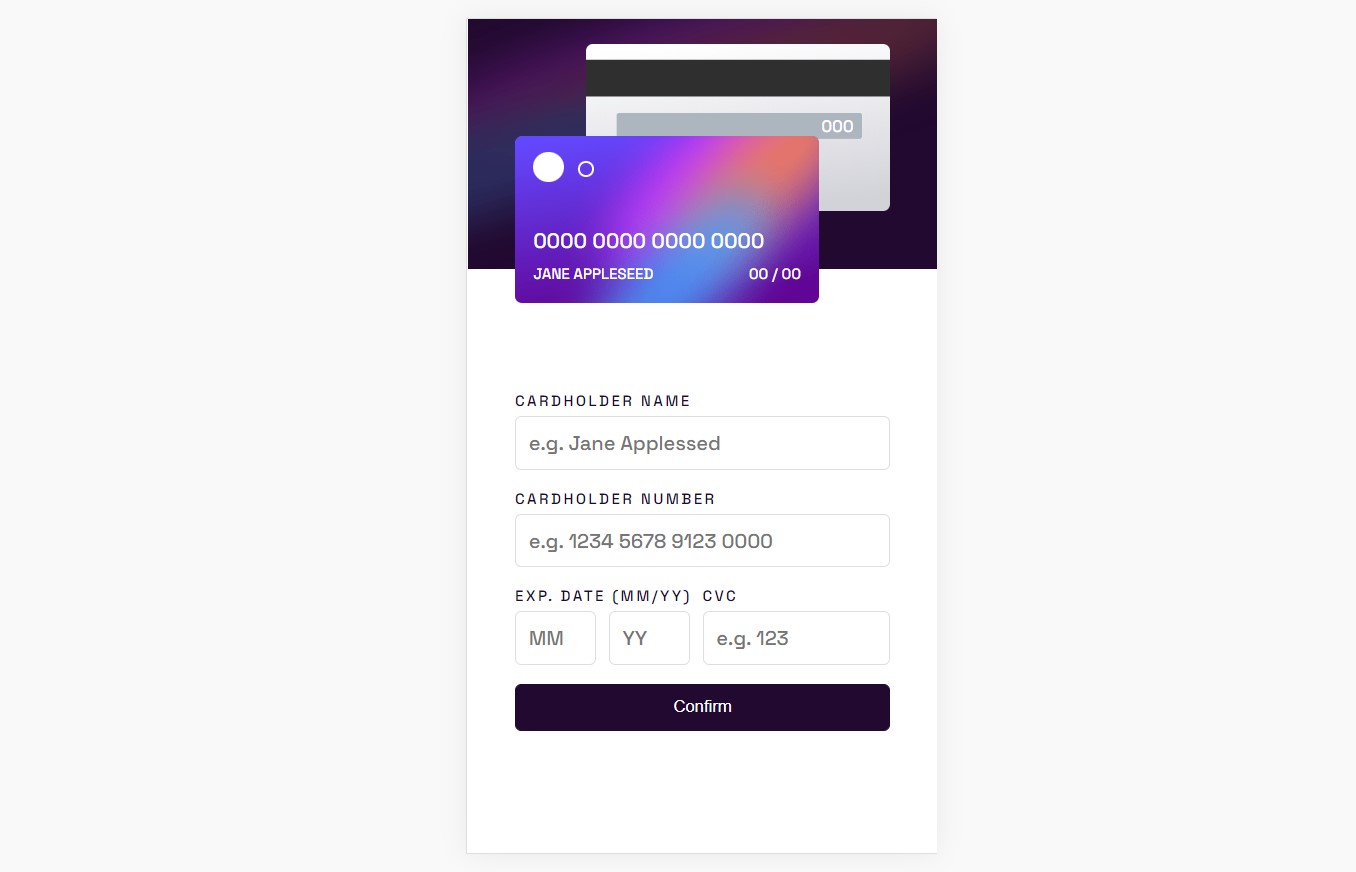 000
0000 0000 0000 0000
JANE APPLESEED 00 / 00
CARDHOLDER NAME
e.g. Jane Applessed
CARDHOLDER NUMBER
e.g. 1234 5678 9123 0000
EXP. DATE (MM/YY) CVC
MM YY e.g. 123
Confirm